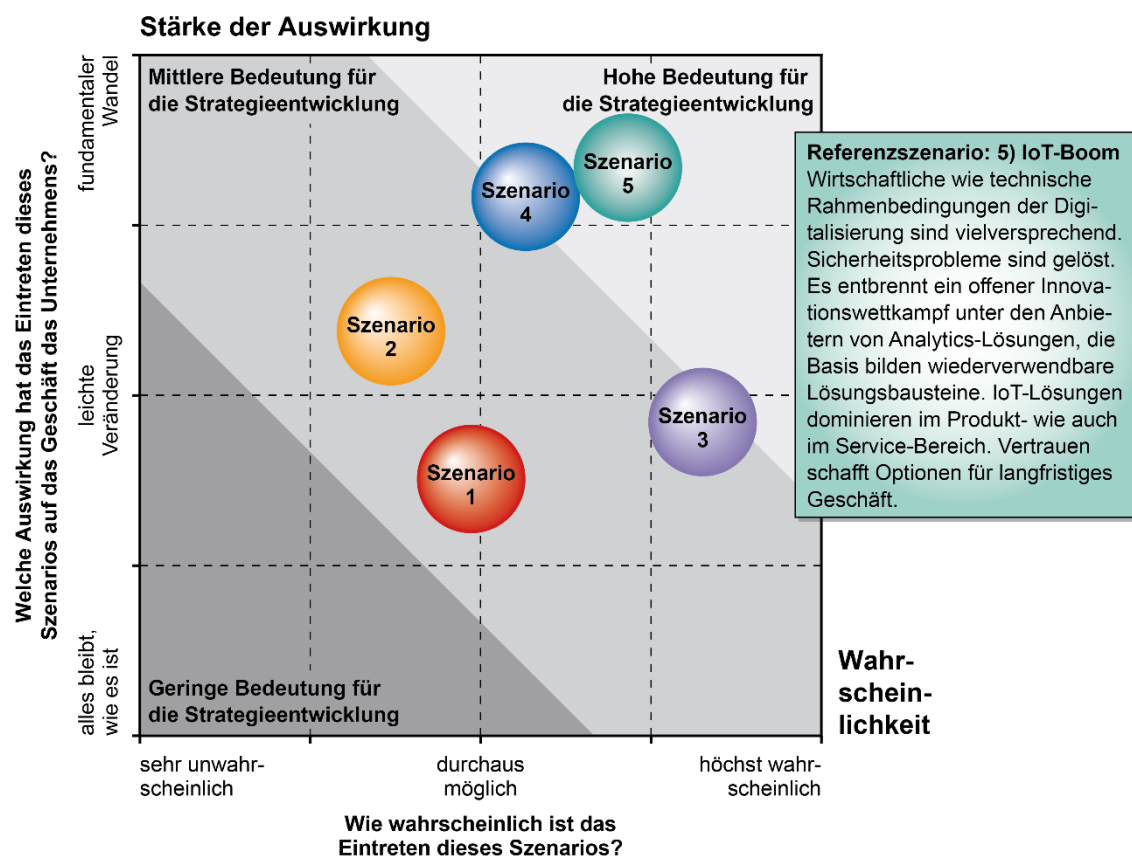 Stärke der Auswirkung
Welche Auswirkung hat das Eintreten dieses
Szenarios auf das Geschäft das Unternehmens?
fundamentaler
Wandel
leichte
Veränderung
alles bleibt,
wie es ist
Mittlere Bedeutung für
die Strategieentwicklung
Hohe Bedeutung für
die Strategieentwicklung
Szenario
5
Szenario
4
Szenario
2
Szenario
3
Szenario
1
Geringe Bedeutung für
die Strategieentwicklung
Referenzszenario: 5) IoT-Boom
Wirtschaftliche wie technische
Rahmenbedingungen der Digi-
talisierung sind vielversprechend.
Sicherheitsprobleme sind gelöst.
Es entbrennt ein offener Innova-
tionswettkampf unter den Anbie-
tern von Analytics-Lösungen, die
Basis bilden wiederverwendbare
Lösungsbausteine. IoT-Lösungen
dominieren im Produkt- wie auch
im Service-Bereich. Vertrauen
schafft Optionen für langfristiges
Geschäft.
Wahr-
schein-
lichkeit
sehr unwahr-
scheinlich
durchaus
möglich
höchst wahr-
scheinlich
Wie wahrscheinlich ist das
Eintreten dieses Szenarios?